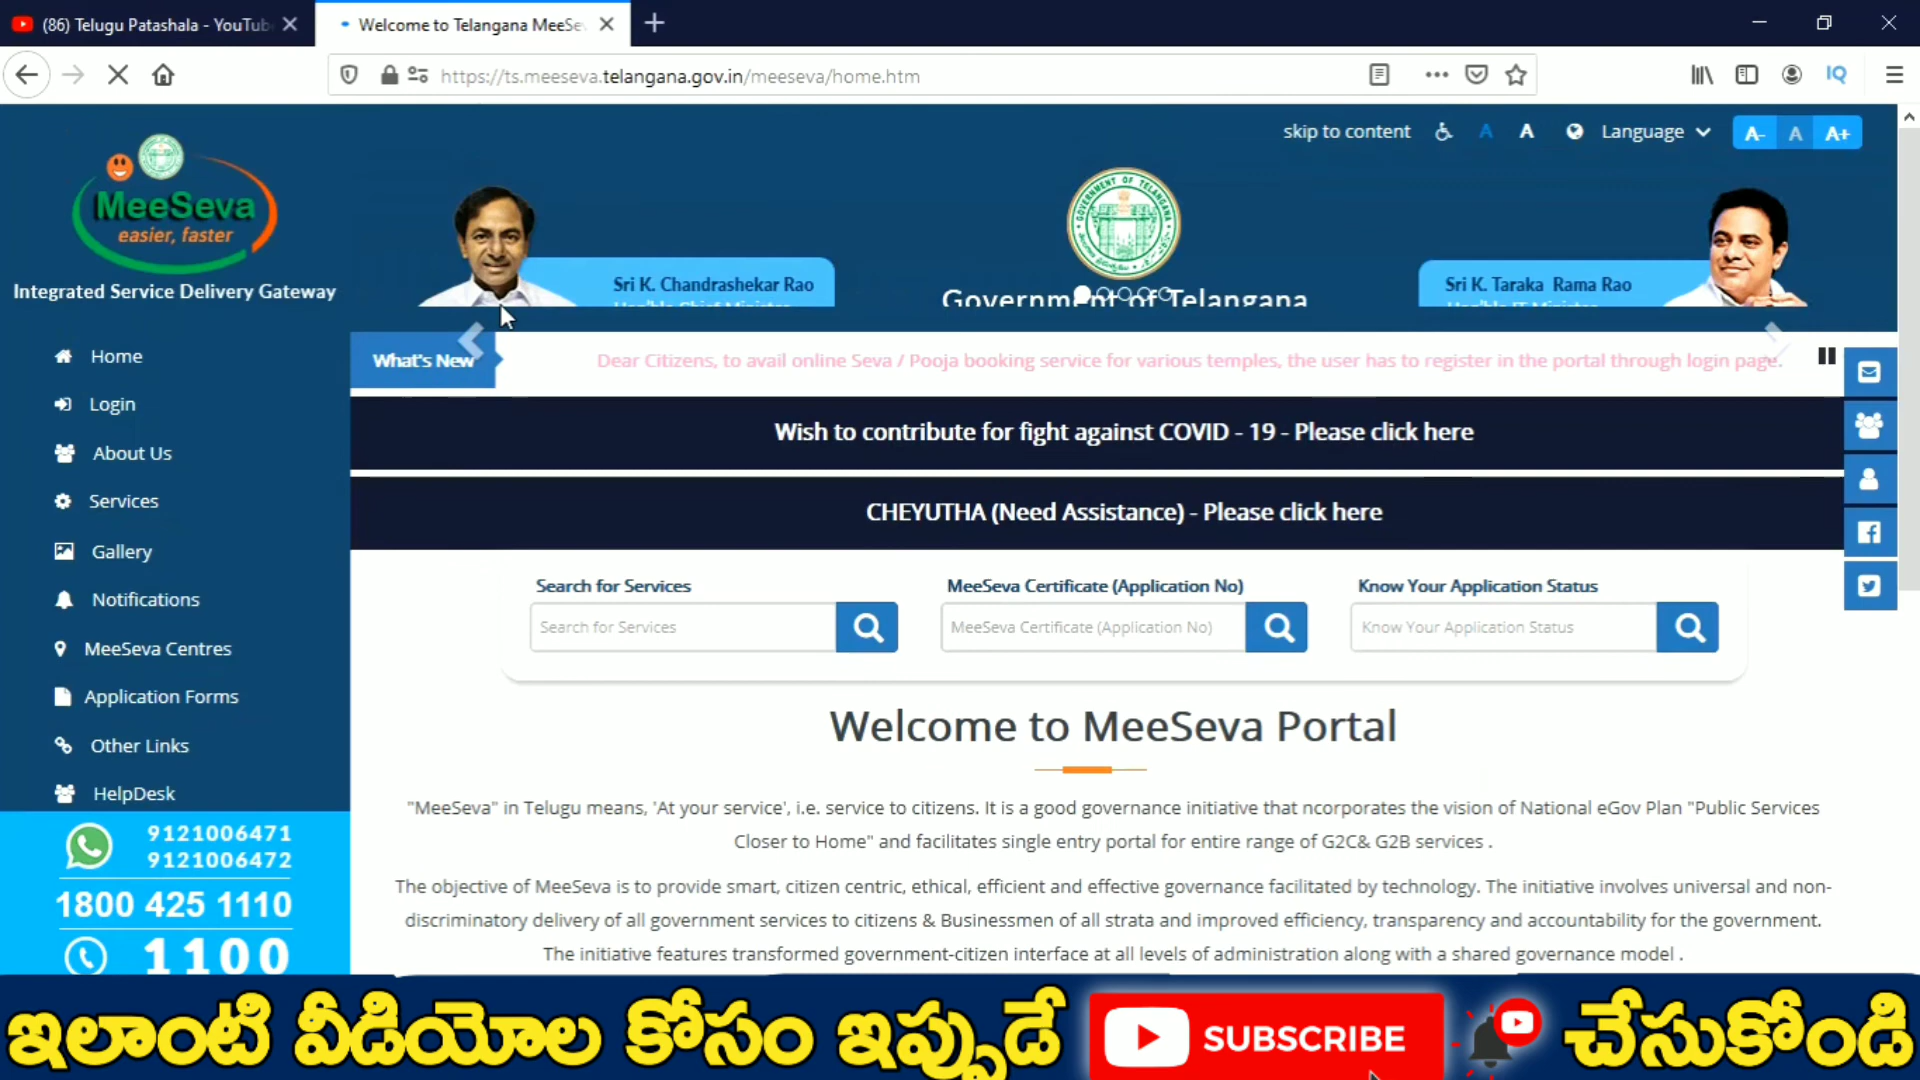 (86) Telugu Patashala - YouTub
Welcome to Telangana MeeSe
https://ts.meeseva.telangana.gov.in/meeseva/home.htm
IQ
skip to content
A
A
Language
A-
A
A+
MeeSeva
easier, faster
Integrated Service Delivery Gateway
GOVERNMENT OF TELANGANA
Sri K. Chandrashekar Rao
Government of Telangana
Sri K. Taraka Rama Rao
Home
Login
About Us
Services
Gallery
Notifications
MeeSeva Centres
Application Forms
Other Links
HelpDesk
9121006471
9121006472
1800 425 1110
1100
What's New
Dear Citizens, to avail online Seva / Pooja booking service for various temples, the user has to register in the portal through login page.
Wish to contribute for fight against COVID - 19 - Please click here
CHEYUTHA (Need Assistance) - Please click here
Search for Services
MeeSeva Certificate (Application No)
Know Your Application Status
Search for Services
MeeSeva Certificate (Application No)
Know Your Application Status
Welcome to MeeSeva Portal
"MeeSeva" in Telugu means, 'At your service', i.e. service to citizens. It is a good governance initiative that ncorporates the vision of National eGov Plan "Public Services
Closer to Home" and facilitates single entry portal for entire range of G2C& G2B services .
The objective of MeeSeva is to provide smart, citizen centric, ethical, efficient and effective governance facilitated by technology. The initiative involves universal and non-
discriminatory delivery of all government services to citizens & Businessmen of all strata and improved efficiency, transparency and accountability for the government.
The initiative features transformed government-citizen interface at all levels of administration along with a shared governance model .
ఇలాంటి వీడియోల కోసం ఇప్పుడే SUBSCRIBE చేసుకోండి